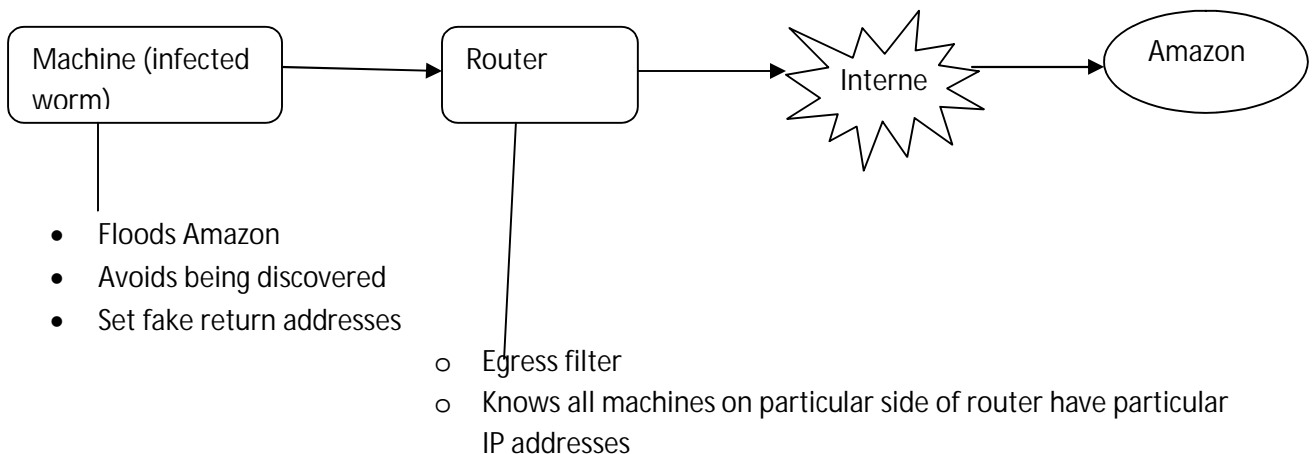 Machine (infected
worm)
Router
Interne
Amazon
• Floods Amazon
• Avoids being discovered
• Set fake return addresses
o Egress filter
o Knows all machines on particular side of router have particular
IP addresses